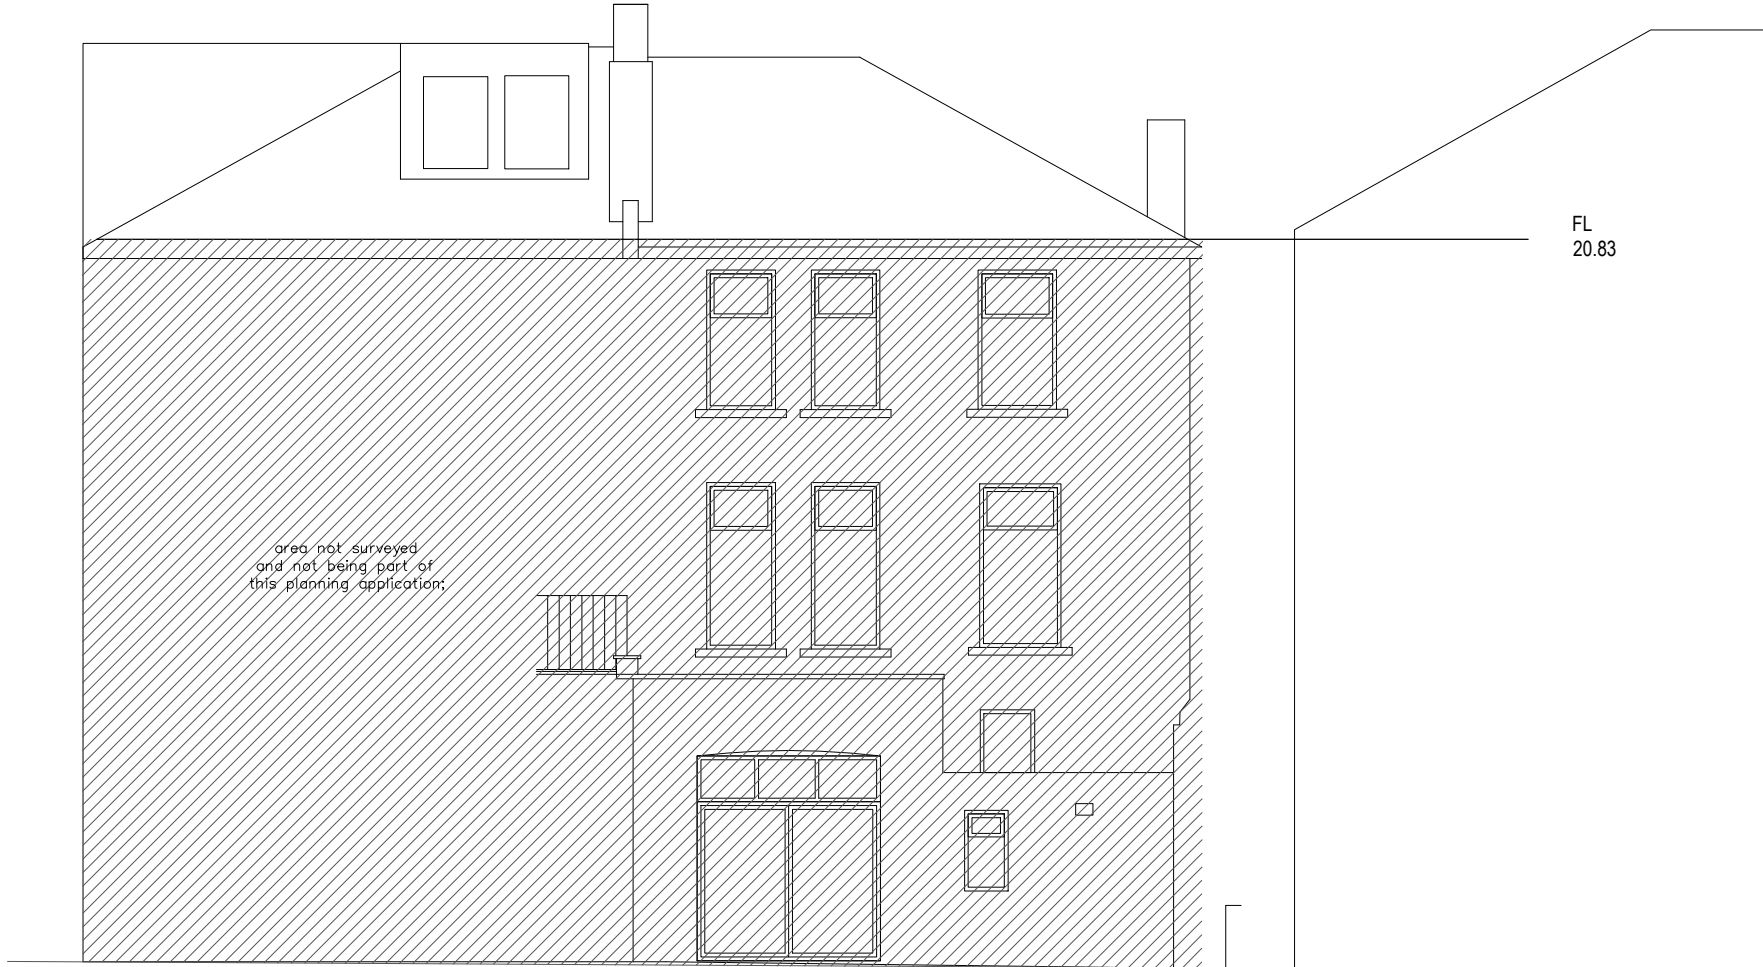 FL
20.83
area not surveyed
and not being part of
this planning application;